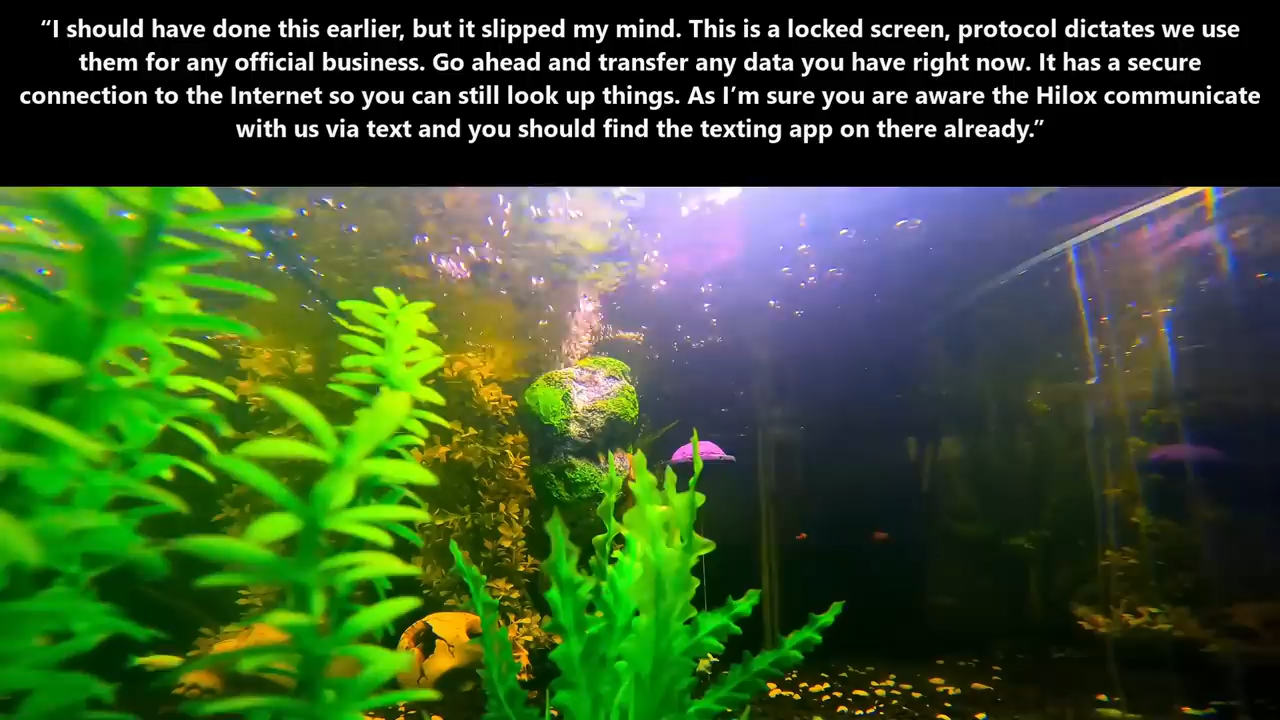 “I should have done this earlier, but it slipped my mind. This is a locked screen, protocol dictates we use
them for any official business. Go ahead and transfer any data you have right now. It has a secure
connection to the Internet so you can still look up things. As I’m sure you are aware the Hilox communicate
with us via text and you should find the texting app on there already.”